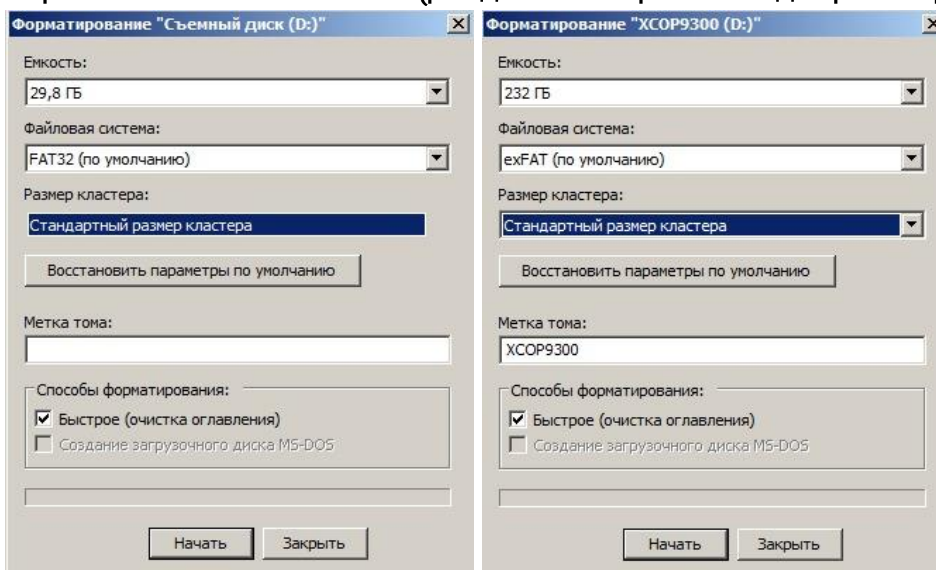 Форматирование "Съемный диск (D:)"
Емкость:
29,8 ГБ
Файловая система:
FAT32 (по умолчанию)
Размер кластера:
Стандартный размер кластера
Восстановить параметры по умолчанию
Метка тома:
Способы форматирования:
Быстрое (очистка оглавления)
Создание загрузочного диска MS-DOS
Начать
Закрыть
Форматирование "XCOP9300 (D:)"
Емкость:
232 ГБ
Файловая система:
exFAT (по умолчанию)
Размер кластера:
Стандартный размер кластера
Восстановить параметры по умолчанию
Метка тома:
XCOP9300
Способы форматирования:
Быстрое (очистка оглавления)
Создание загрузочного диска MS-DOS
Начать
Закрыть